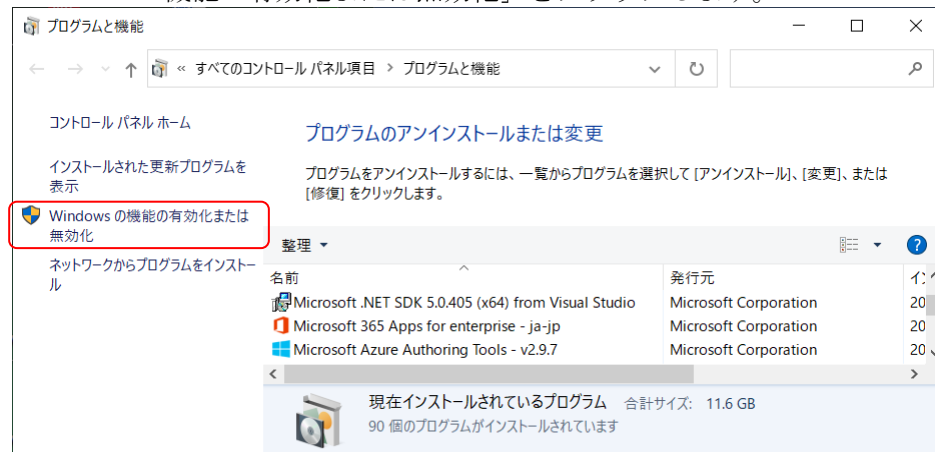 プログラムと機能
« すべてのコントロール パネル項目 > プログラムと機能
コントロール パネル ホーム
インストールされた更新プログラムを
表示
Windows の機能の有効化または
無効化
ネットワークからプログラムをインストー
ル
プログラムのアンインストールまたは変更
プログラムをアンインストールするには、一覧からプログラムを選択して [アンインストール]、[変更]、または
[修復] をクリックします。
整理
名前 発行元
Microsoft .NET SDK 5.0.405 (x64) from Visual Studio Microsoft Corporation 20
Microsoft 365 Apps for enterprise - ja-jp Microsoft Corporation 20
Microsoft Azure Authoring Tools - v2.9.7 Microsoft Corporation 20
現在インストールされているプログラム 合計サイズ: 11.6 GB
90 個のプログラムがインストールされています